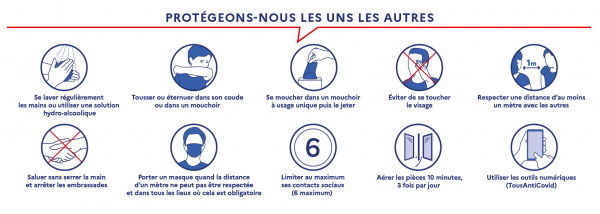 PROTÉGEONS-NOUS LES UNS LES AUTRES
1m
Se laver régulièrement
les mains ou utiliser une solution
hydro-alcoolique
Tousser ou éternuer dans son coude
ou dans un mouchoir
Se moucher dans un mouchoir
à usage unique puis le jeter
Éviter de se toucher
le visage
Respecter une distance d'au moins
un mètre avec les autres
6
Saluer sans serrer la main
et arrêter les embrassades
Porter un masque quand la distance
d'un mètre ne peut pas être respectée
et dans tous les lieux où cela est obligatoire
Limiter au maximum
ses contacts sociaux
(6 maximum)
Aérer les pièces 10 minutes,
3 fois par jour
Utiliser les outils numériques
(TousAntiCovid)